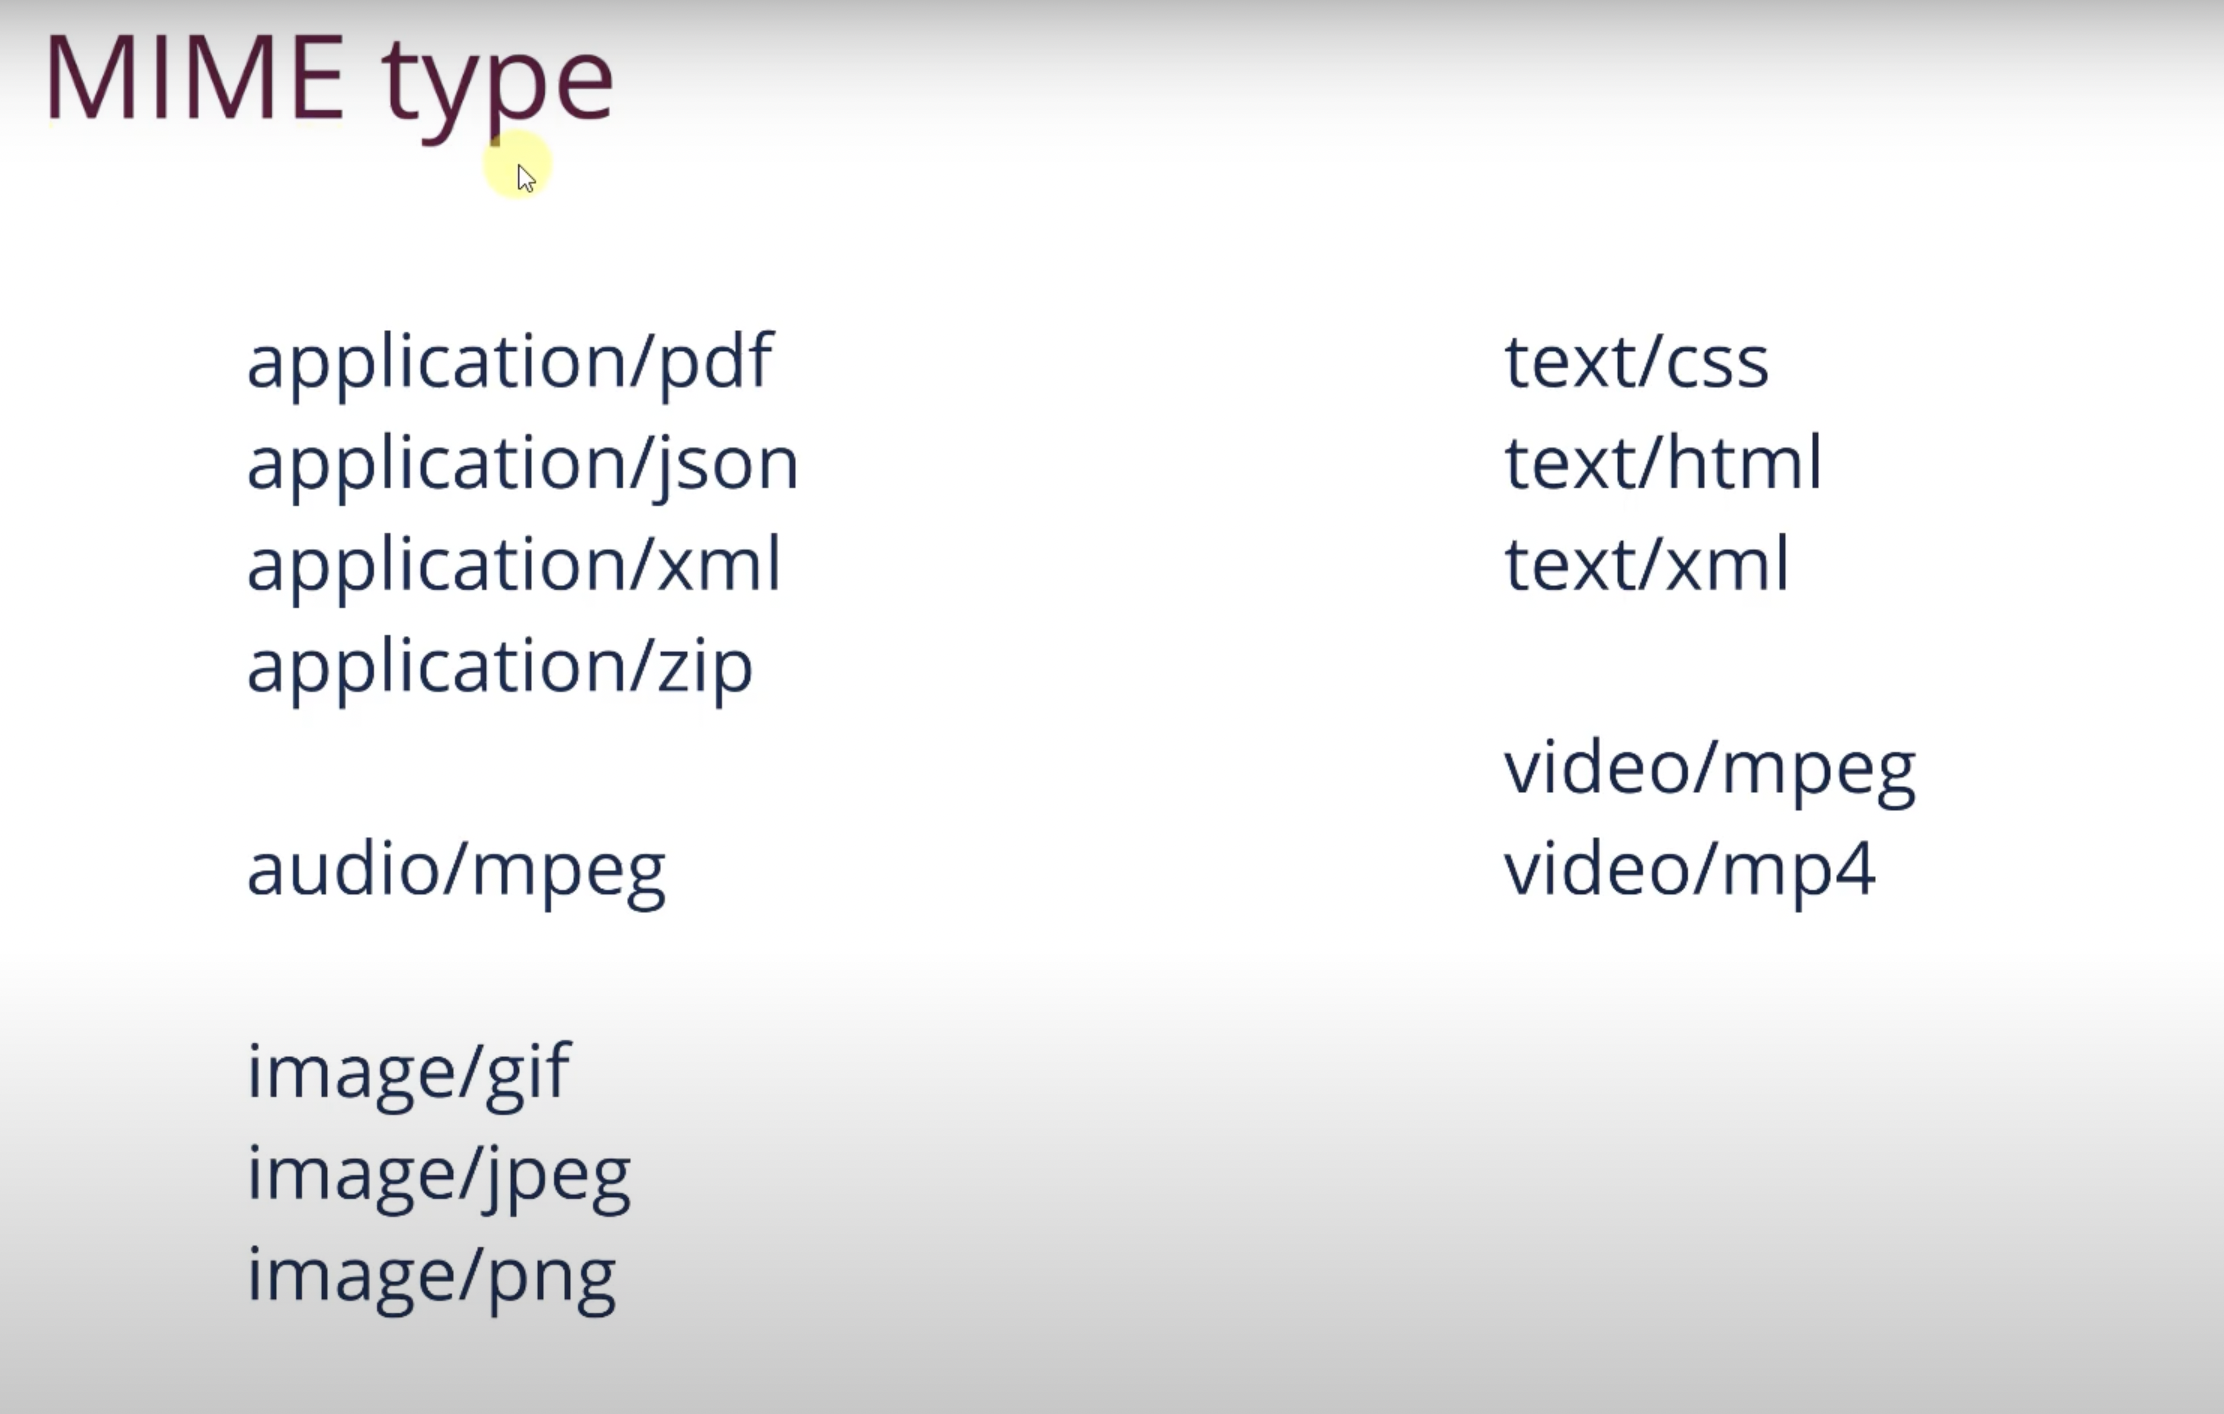 MIME type
application/pdf
application/json
application/xml
application/zip
audio/mpeg
image/gif
image/jpeg
image/png
text/css
text/html
text/xml
video/mpeg
video/mp4